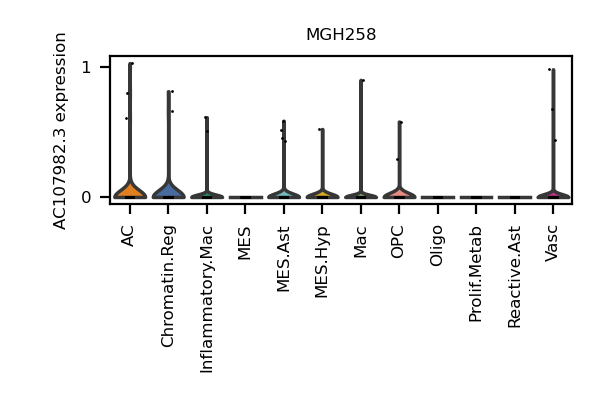 MGH258
AC107982.3 expression
1
0
AC
Chromatin.Reg
Inflammatory.Mac
MES
MES.Ast
MES.Hyp
Mac
OPC
Oligo
Prolif.Metab
Reactive.Ast
Vasc